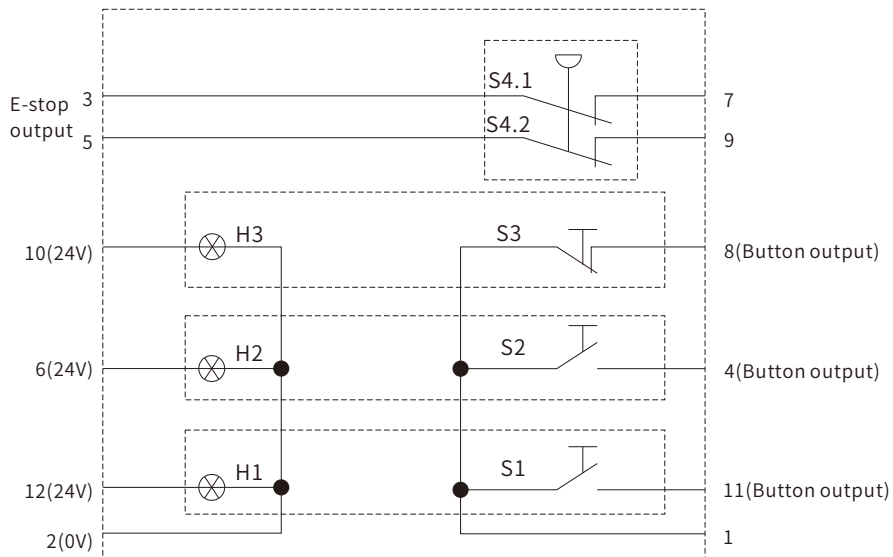 S4.1
E-stop 3
7
output
S4.2
5
9
H3
S3
10(24V)
8(Button output)
H2
S2
6(24V)
4(Button output)
H1
S1
12(24V)
11(Button output)
2(0V)
1